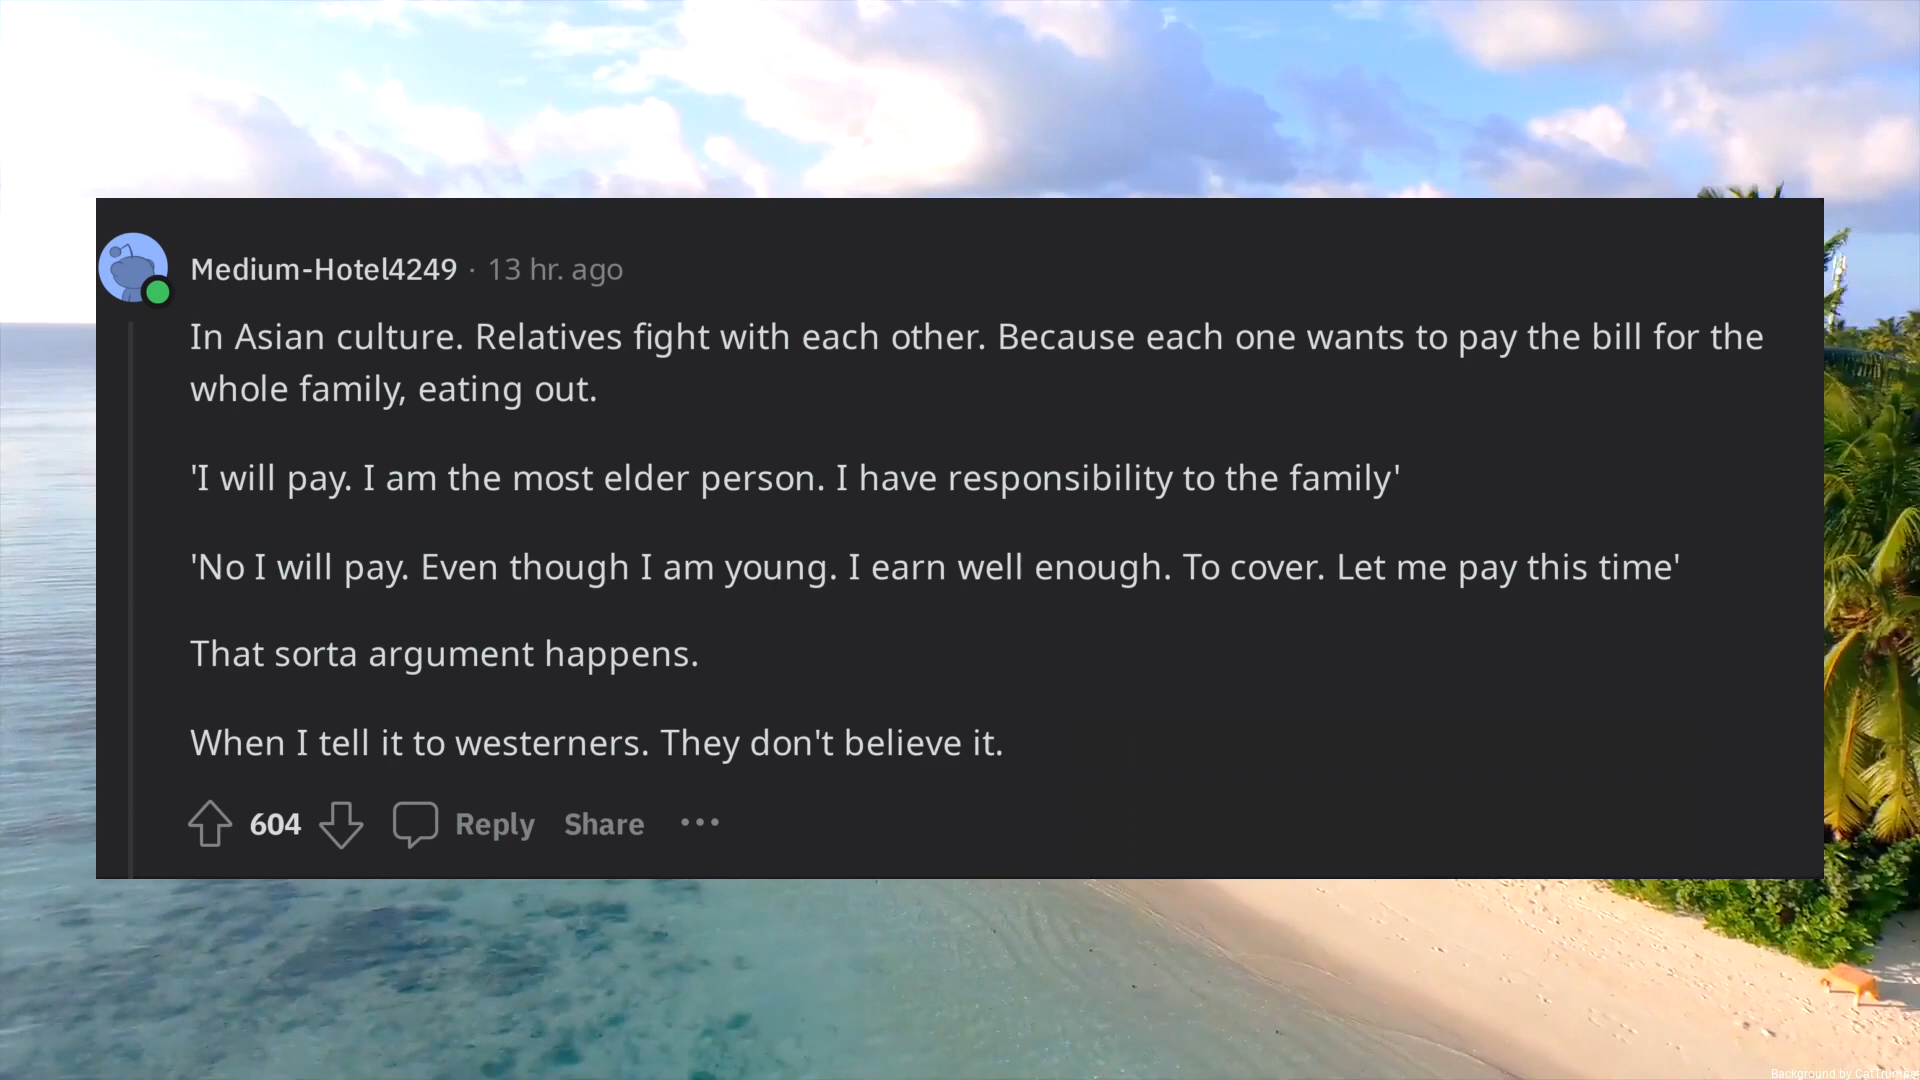 Medium-Hotel4249 · 13 hr. ago
In Asian culture. Relatives fight with each other. Because each one wants to pay the bill for the
whole family, eating out.
'I will pay. I am the most elder person. I have responsibility to the family'
'No I will pay. Even though I am young. I earn well enough. To cover. Let me pay this time'
That sorta argument happens.
When I tell it to westerners. They don't believe it.
604 Reply Share ···
Background by